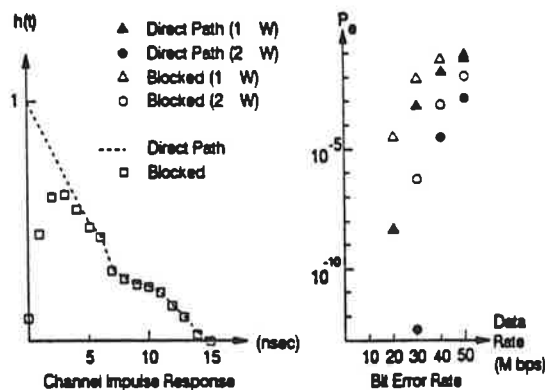 h(t)
Direct Path (1 W)
Direct Path (2 W)
Blocked (1 W)
Blocked (2 W)
Direct Path
Blocked
1
5
10
15
(nsec)
Channel Impulse Response
Pe
10-5
10-10
10 20 30 40 50
Data
Rate
(M bps)
Bit Error Rate